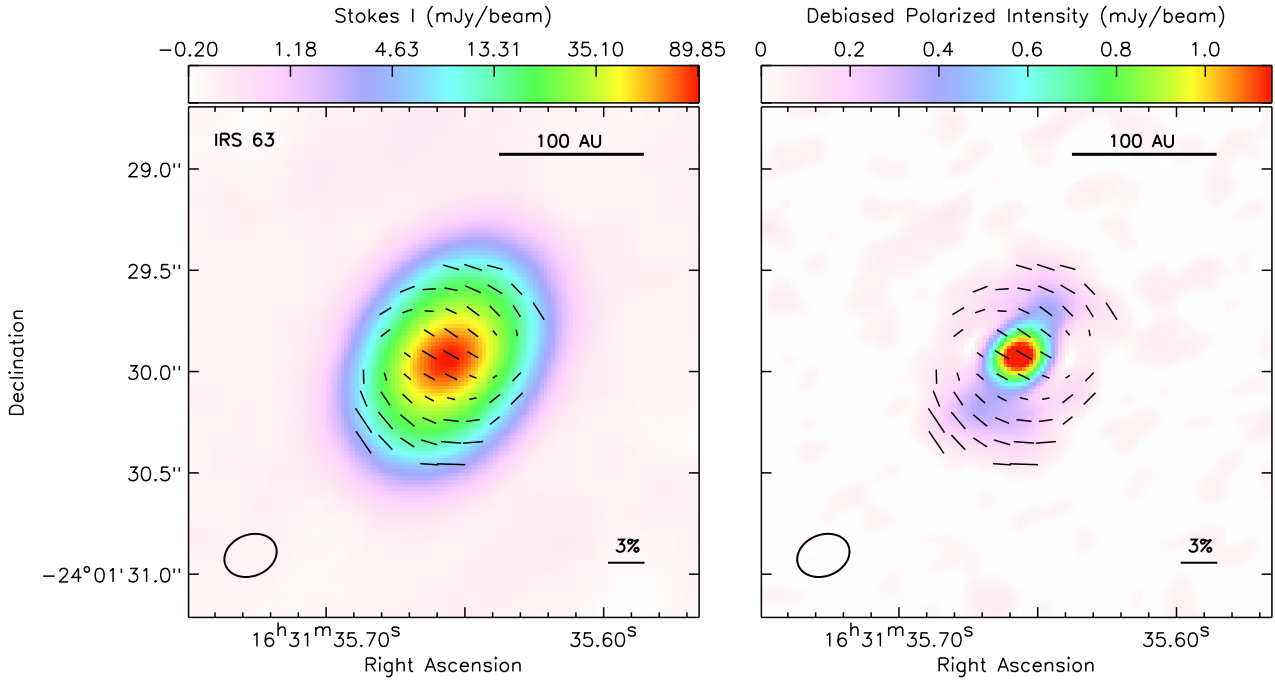 Stokes I (mJy/beam)
−0.20 1.18 4.63 13.31 35.10 89.85
IRS 63
100 AU
29.0"
29.5"
30.0"
30.5"
−24°01'31.0"
Declination
3%
16h31m35.70s 35.60s
Right Ascension
Debiased Polarized Intensity (mJy/beam)
0 0.2 0.4 0.6 0.8 1.0
100 AU
3%
16h31m35.70s 35.60s
Right Ascension